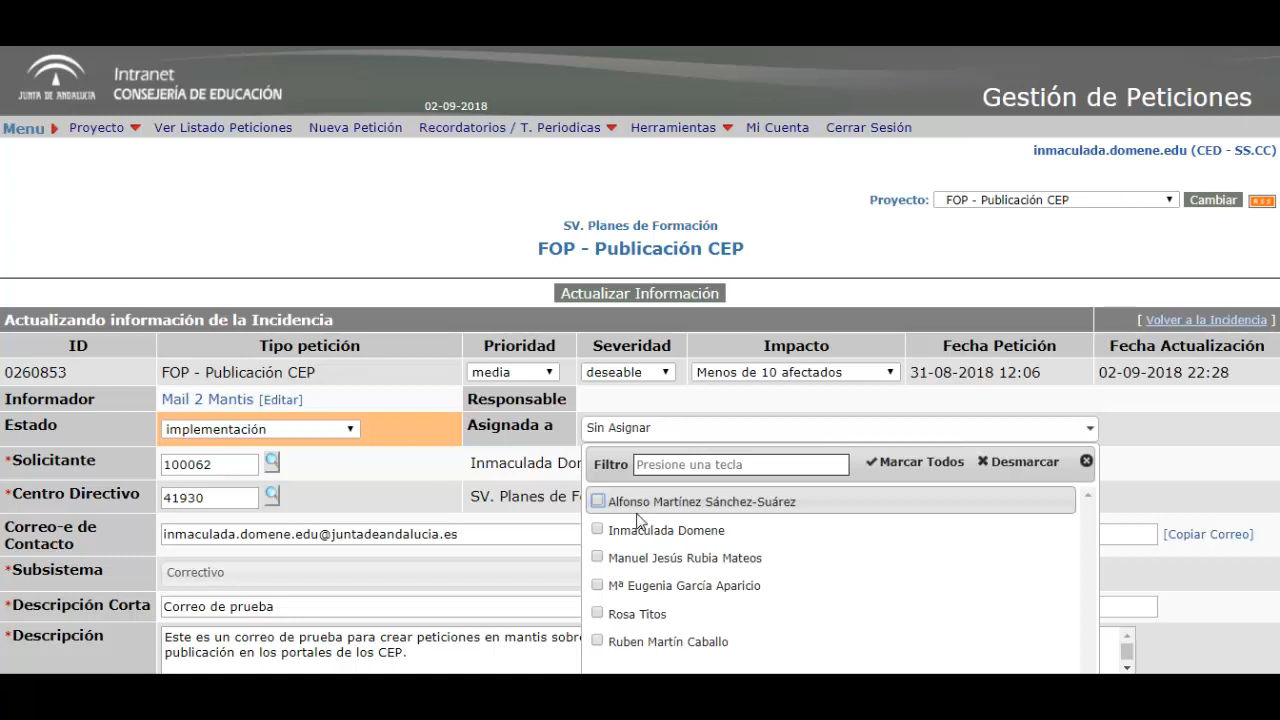 JUNTA DE ANDALUCIA
Intranet
CONSEJERÍA DE EDUCACIÓN
02-09-2018
Gestión de Peticiones
Menu Proyecto Ver Listado Peticiones Nueva Petición Recordatorios / T. Periodicas Herramientas Mi Cuenta Cerrar Sesión
inmaculada.domene.edu (CED - SS.CC)
Proyecto: FOP - Publicación CEP Cambiar RSS
SV. Planes de Formación
FOP - Publicación CEP
Actualizar Información
Actualizando información de la Incidencia [ Volver a la Incidencia ]
ID Tipo petición Prioridad Severidad Impacto Fecha Petición Fecha Actualización
0260853 FOP - Publicación CEP media deseable Menos de 10 afectados 31-08-2018 12:06 02-09-2018 22:28
Informador Mail 2 Mantis [Editar] Responsable
Estado implementación Asignada a Sin Asignar
*Solicitante 100062 Inmaculada Dor
Filtro Presione una tecla Marcar Todos Desmarcar
*Centro Directivo 41930 SV. Planes de F
Alfonso Martínez Sánchez-Suárez
Inmaculada Domene
Manuel Jesús Rubia Mateos
Mª Eugenia García Aparicio
Rosa Titos
Ruben Martín Caballo
Correo-e de
Contacto
inmaculada.domene.edu@juntadeandalucia.es [Copiar Correo]
*Subsistema Correctivo
*Descripción Corta Correo de prueba
*Descripción Este es un correo de prueba para crear peticiones en mantis sobre
publicación en los portales de los CEP.